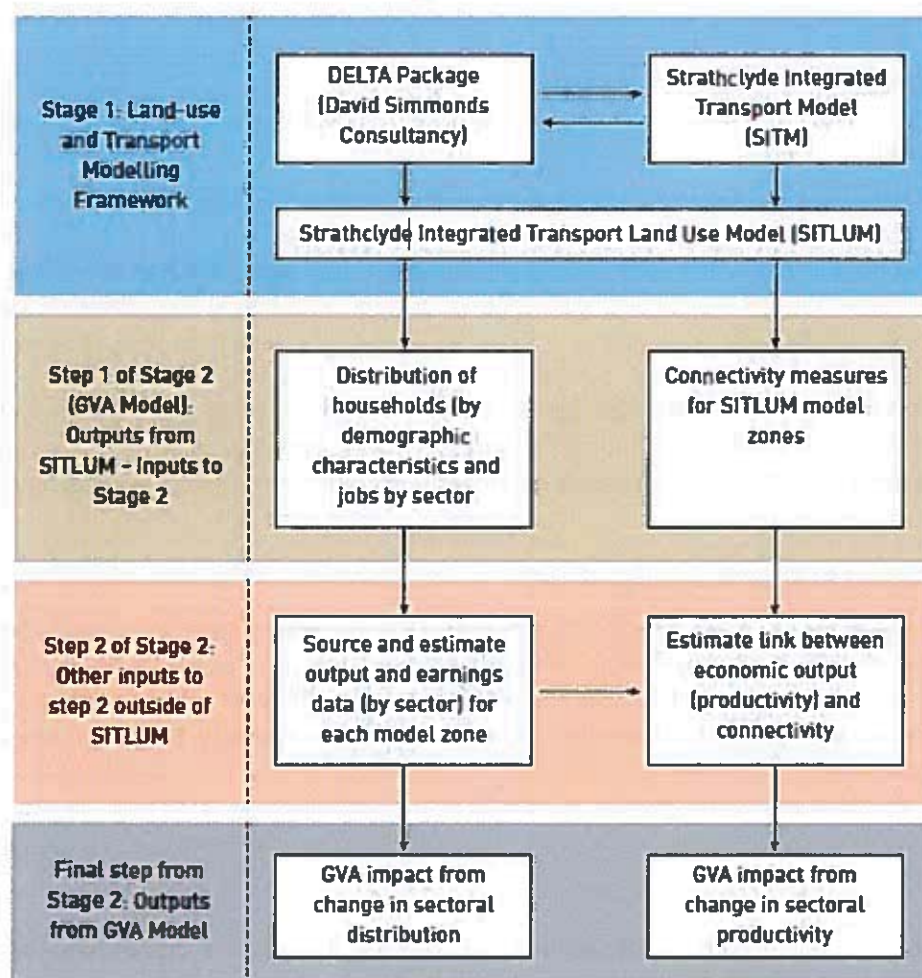 Stage 1: Land-use
and Transport
Modelling
Framework
DELTA Package
(David Simmonds
Consultancy)
Strathclyde Integrated
Transport Model
(SITM)
Strathclyde Integrated Transport Land Use Model (SITLUM)
Step 1 of Stage 2
(GVA Model):
Outputs from
SITLUM – Inputs to
Stage 2
Distribution of
households (by
demographic
characteristics and
jobs by sector
Connectivity measures
for SITLUM model
zones
Step 2 of Stage 2:
Other inputs to
step 2 outside of
SITLUM
Source and estimate
output and earnings
data (by sector) for
each model zone
Estimate link between
economic output
(productivity) and
connectivity
Final step from
Stage 2: Outputs
from GVA Model
GVA impact from
change in sectoral
distribution
GVA impact from
change in sectoral
productivity